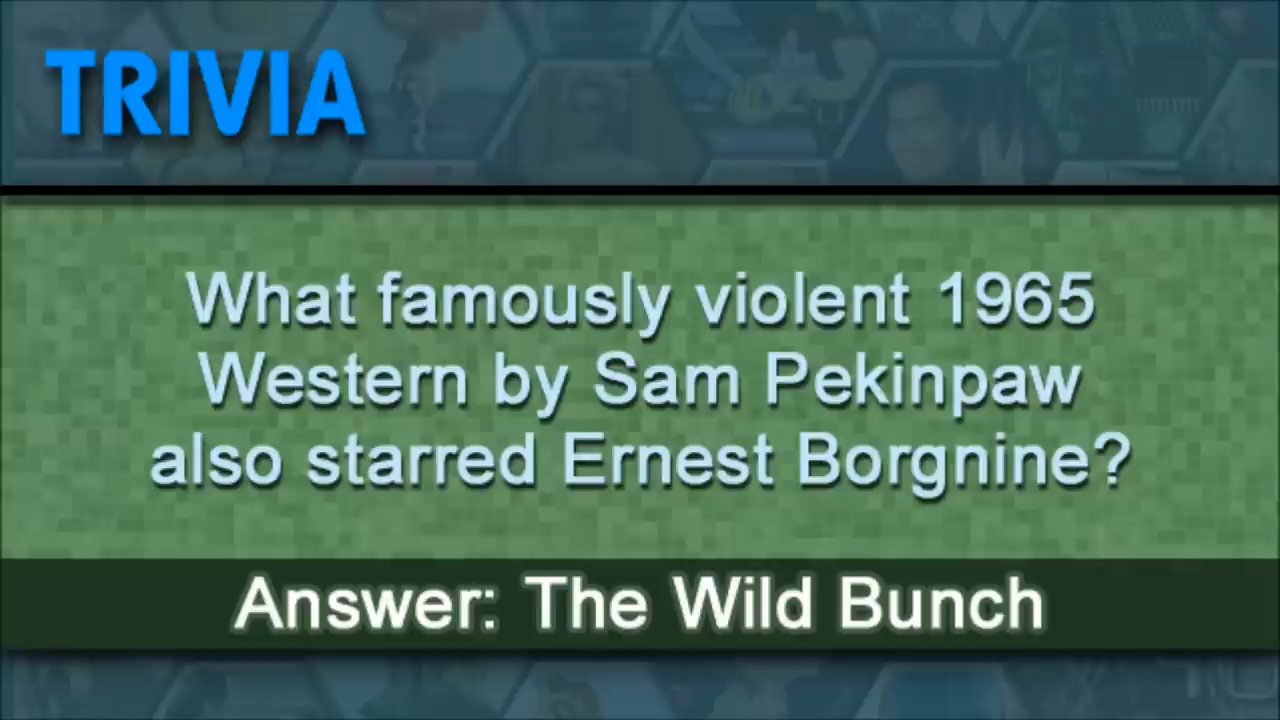 TRIVIA
What famously violent 1965
Western by Sam Pekinpaw
also starred Ernest Borgnine?
Answer: The Wild Bunch